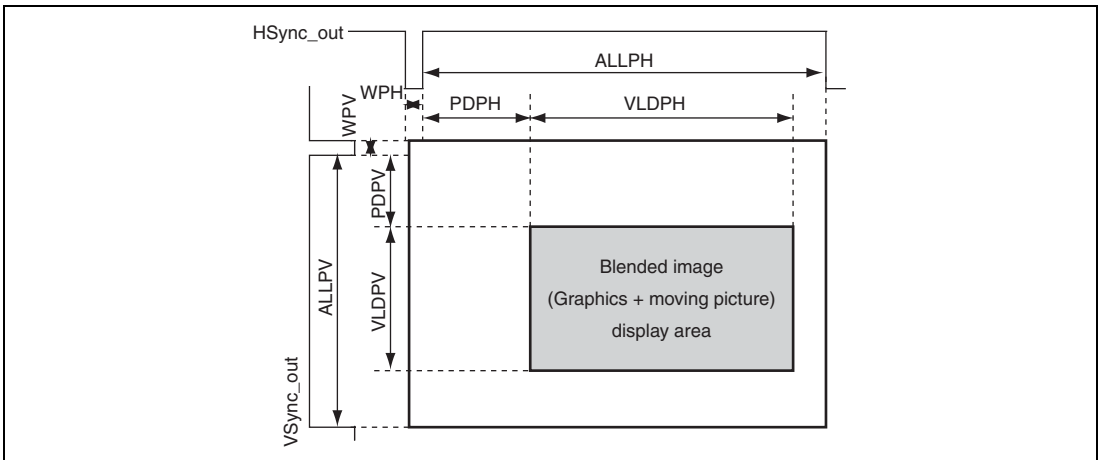 HSync_out
ALLPH
WPH
PDPH
VLDPH
WPV
PDPV
VLDPV
ALLPV
VSync_out
Blended image
(Graphics + moving picture)
display area